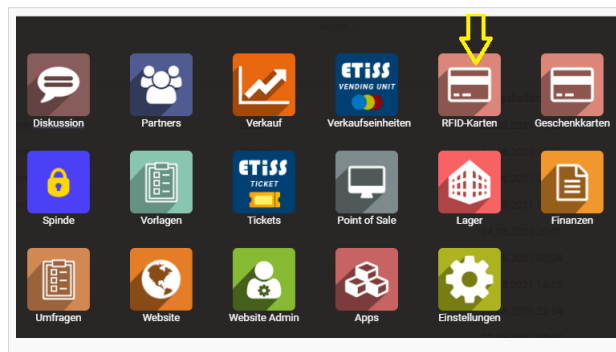 ETISS
VENDING UNIT
Diskussion
Partners
Verkauf
Verkaufseinheiten
RFID-Karten
Geschenkkarten
ETISS
TICKET
Spinde
Vorlagen
Tickets
Point of Sale
Lager
Finanzen
Umfragen
Website
Website Admin
Apps
Einstellungen